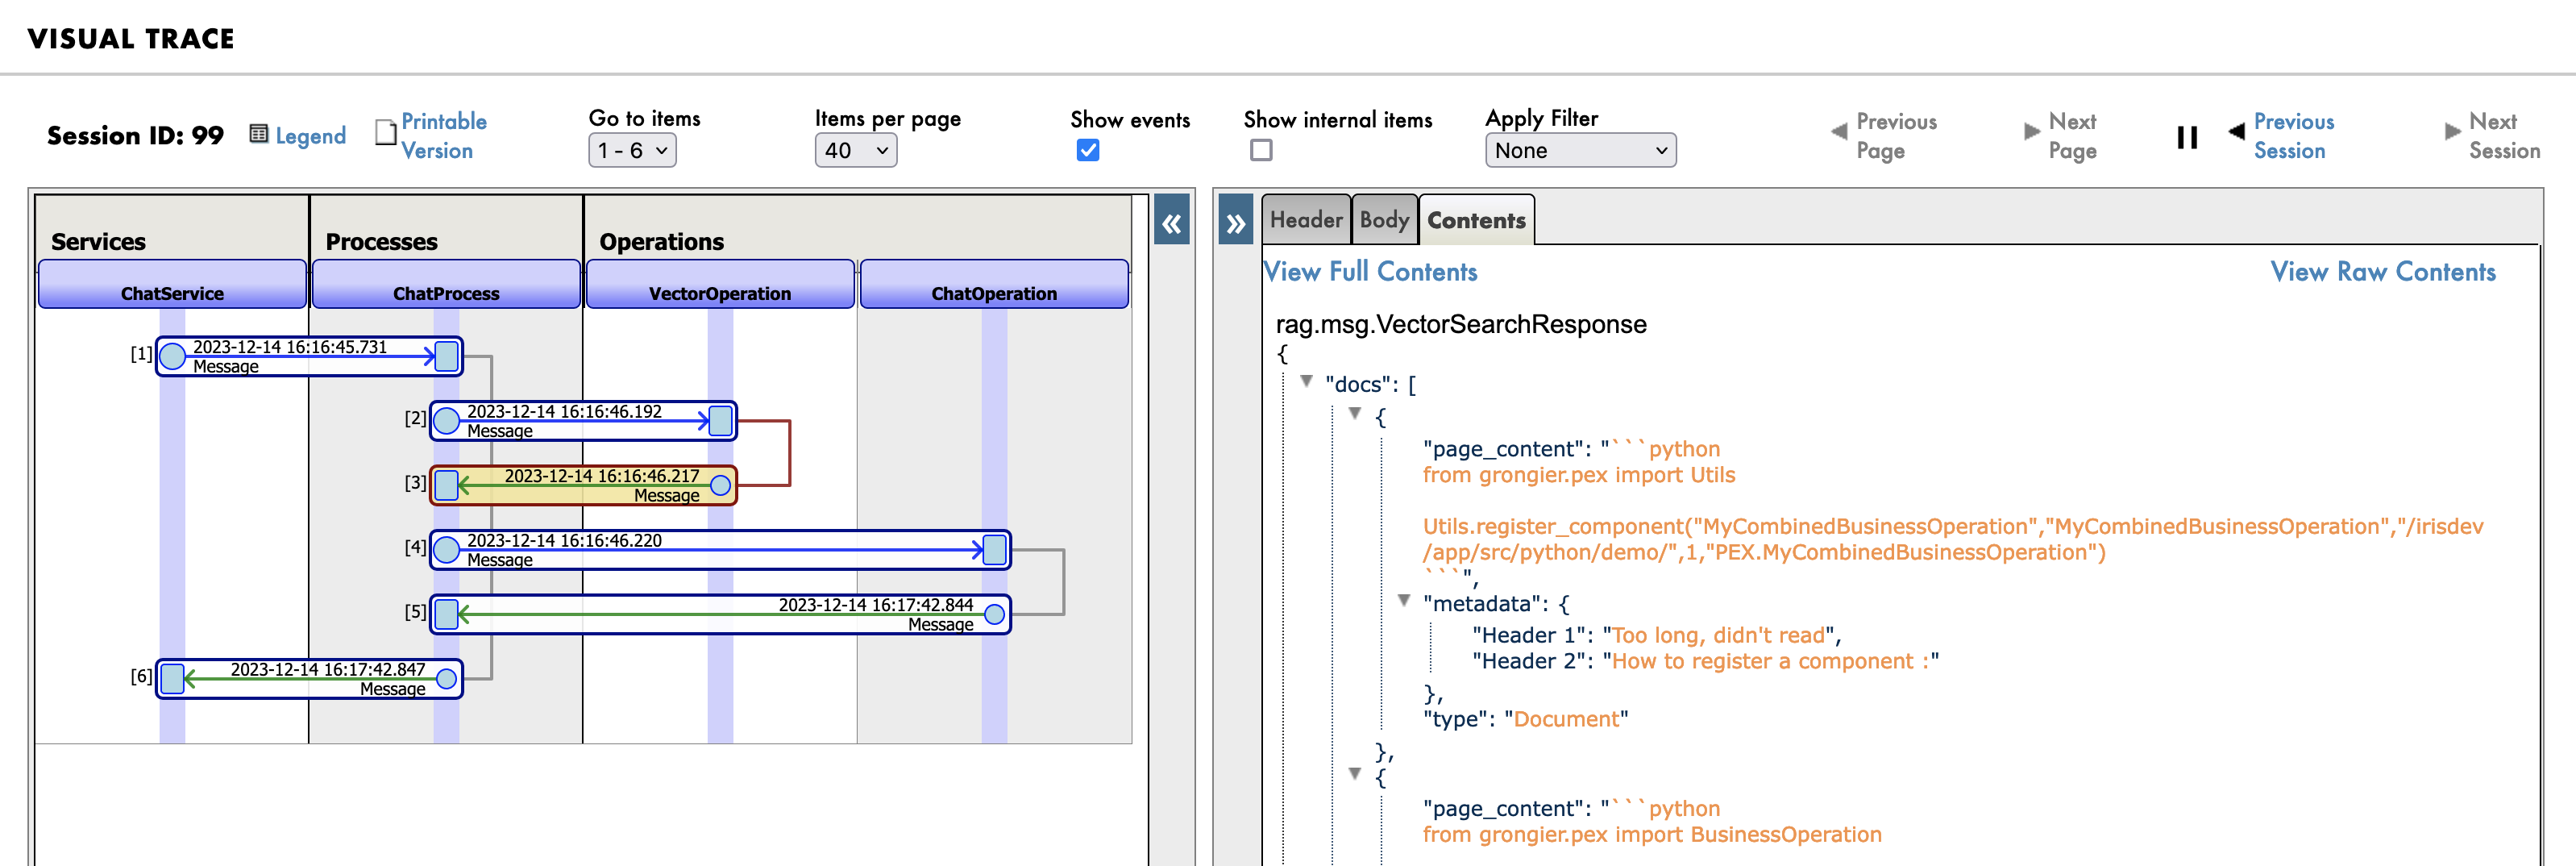 VISUAL TRACE
Session ID: 99
Legend
Printable
Version
Go to items
1 - 6
Items per page
40
Show events
Show internal items
Apply Filter
None
Previous
Page
Next
Page
Previous
Session
Next
Session
Services
Processes
Operations
ChatService
ChatProcess
VectorOperation
ChatOperation
[1]
2023-12-14 16:16:45.731
Message
[2]
2023-12-14 16:16:46.192
Message
[3]
2023-12-14 16:16:46.217
Message
[4]
2023-12-14 16:16:46.220
Message
[5]
2023-12-14 16:17:42.844
Message
[6]
2023-12-14 16:17:42.847
Message
«
»
Header
Body
Contents
View Full Contents
View Raw Contents
rag.msg.VectorSearchResponse
{
"docs": [
{
"page_content": "```python
from grongier.pex import Utils
Utils.register_component("MyCombinedBusinessOperation","MyCombinedBusinessOperation","/irisdev
/app/src/python/demo/",1,"PEX.MyCombinedBusinessOperation")
```",
"metadata": {
"Header 1": "Too long, didn't read",
"Header 2": "How to register a component :"
},
"type": "Document"
},
{
"page_content": "```python
from grongier.pex import BusinessOperation